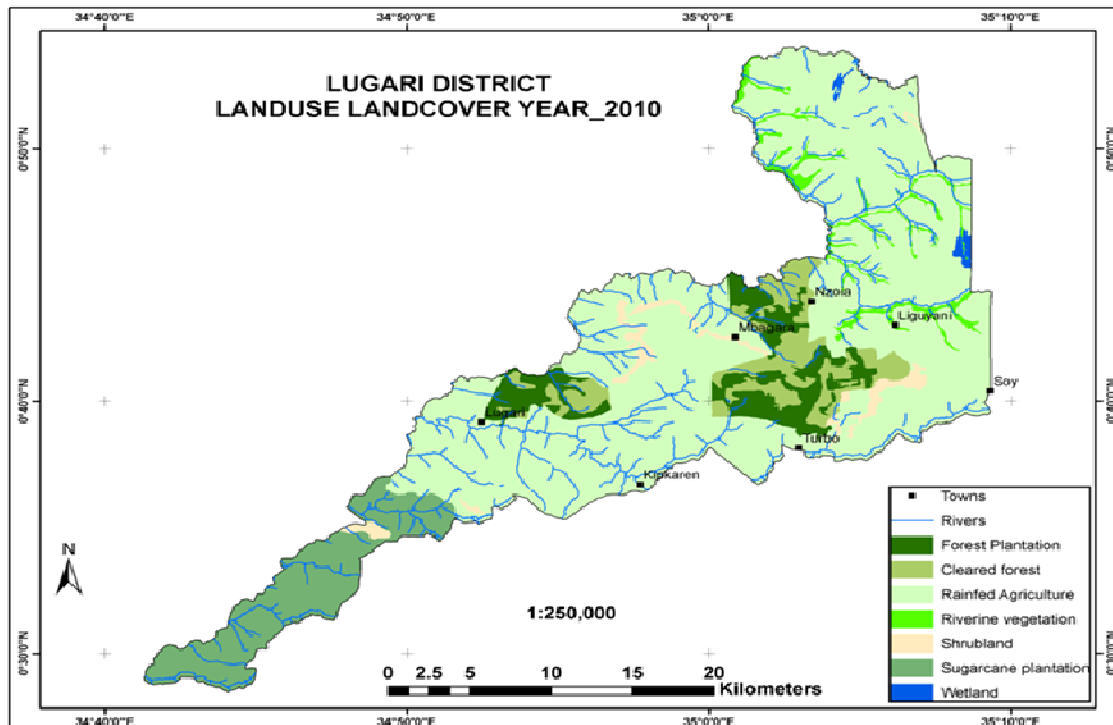 34°40'0"E
34°50'0"E
35°0'0"E
35°10'0"E
LUGARI DISTRICT
LANDUSE LANDCOVER YEAR_2010
0°50'0"N
0°50'0"N
Nzoia
Liguyani
Mbagara
Soy
0°40'0"N
0°40'0"N
Lugari
Turbo
Kipkaren
Towns
Rivers
Forest Plantation
Cleared forest
Rainfed Agriculture
Riverine vegetation
Shrubland
Sugarcane plantation
Wetland
N
1:250,000
0°30'0"N
0°30'0"N
0 2.5 5 10 15 20
Kilometers
34°40'0"E
34°50'0"E
35°0'0"E
35°10'0"E